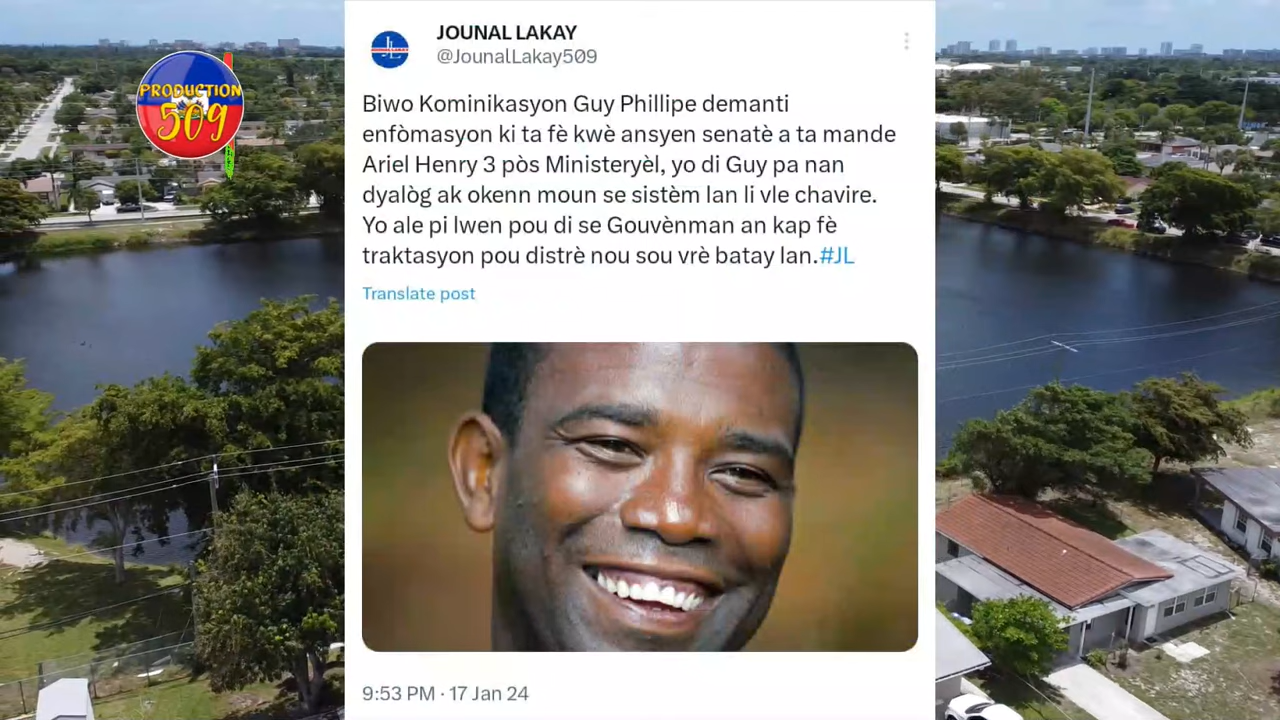 PRODUCTION
509
JOUNAL LAKAY
@JounalLakay509
Biwo Kominikasyon Guy Phillipe demanti
enfòmasyon ki ta fè kwè ansyen senatè a ta mande
Ariel Henry 3 pòs Ministeryèl, yo di Guy pa nan
dyalòg ak okenn moun se sistèm lan li vle chavire.
Yo ale pi lwen pou di se Gouvènman an kap fè
traktasyon pou distrè nou sou vrè batay lan.#JL
Translate post
9:53 PM · 17 Jan 24